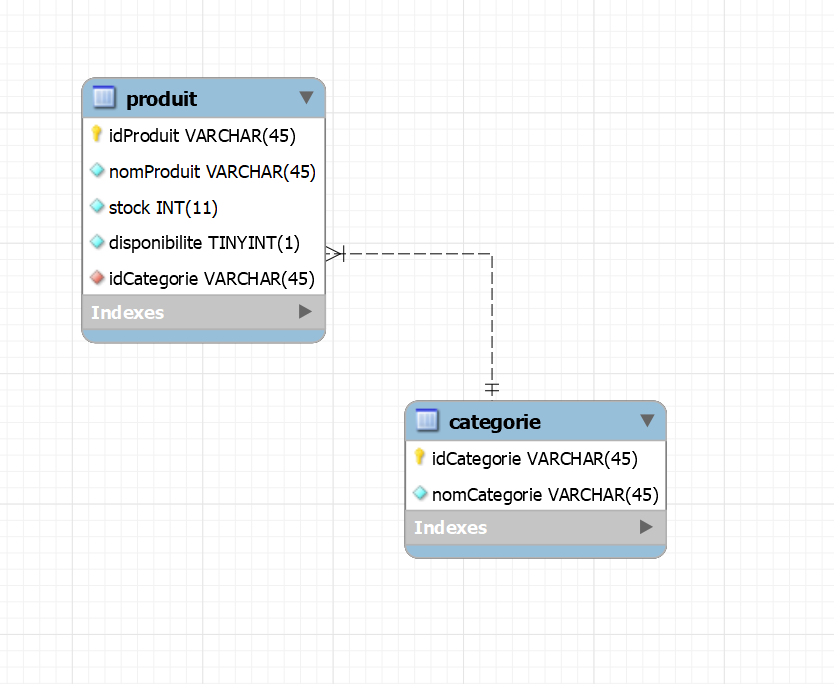 produit
idProduit VARCHAR(45)
nomProduit VARCHAR(45)
stock INT(11)
disponibilite TINYINT(1)
idCategorie VARCHAR(45)
Indexes
categorie
idCategorie VARCHAR(45)
nomCategorie VARCHAR(45)
Indexes